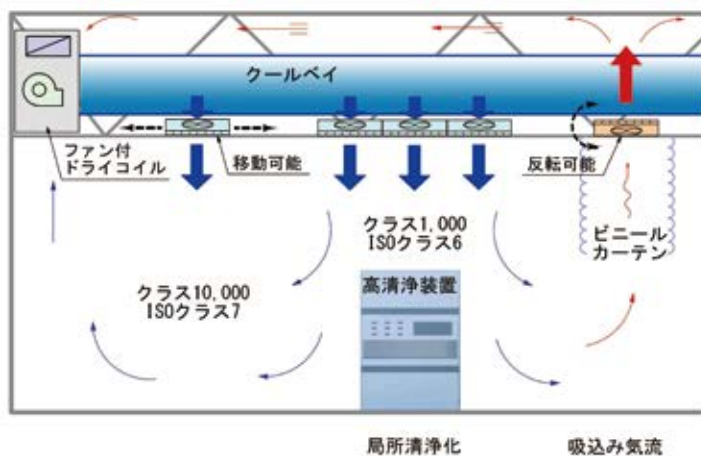 クールベイ
ファン付
ドライコイル
移動可能
反転可能
クラス1,000
ISOクラス6
ビニール
カーテン
クラス10,000
ISOクラス7
高清浄装置
局所清浄化
吸込み気流